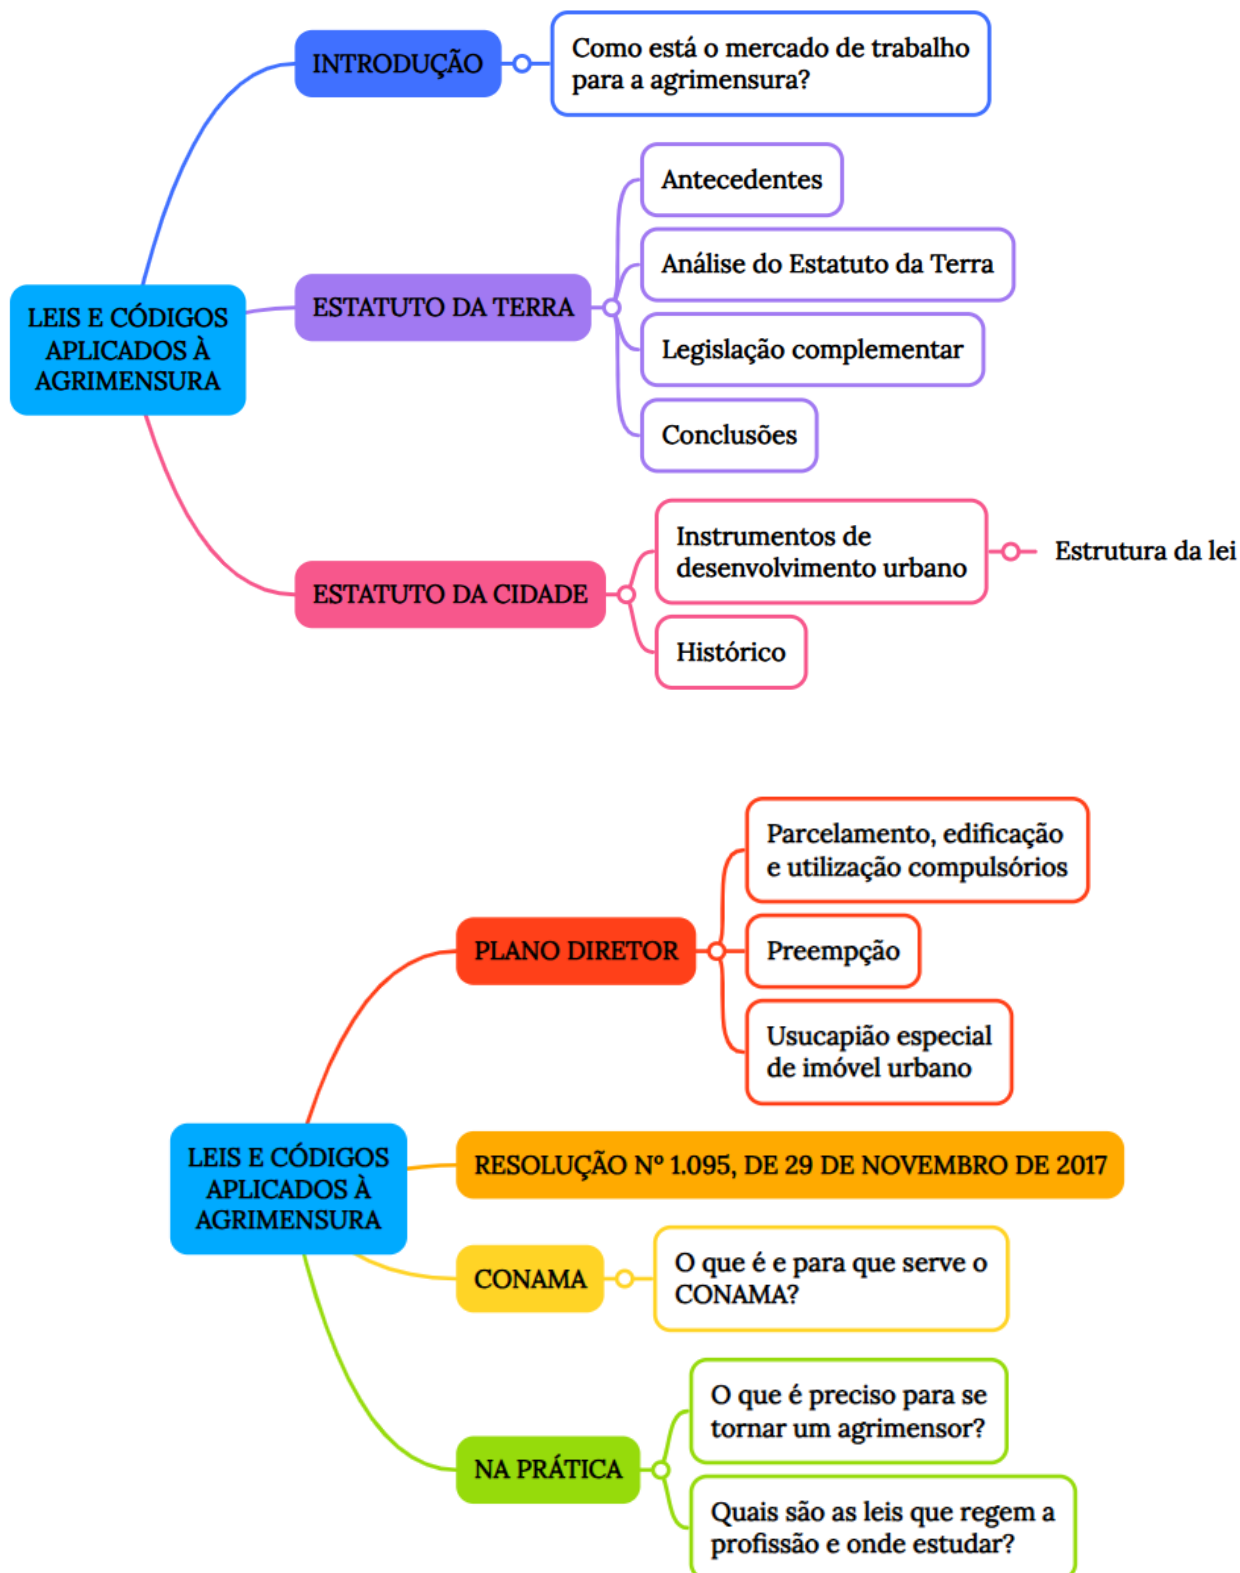 INTRODUÇÃO
Como está o mercado de trabalho
para a agrimensura?
LEIS E CÓDIGOS
APLICADOS À
AGRIMENSURA
ESTATUTO DA TERRA
Antecedentes
Análise do Estatuto da Terra
Legislação complementar
Conclusões
ESTATUTO DA CIDADE
Instrumentos de
desenvolvimento urbano
Estrutura da lei
Histórico
LEIS E CÓDIGOS
APLICADOS À
AGRIMENSURA
PLANO DIRETOR
Parcelamento, edificação
e utilização compulsórios
Preempção
Usucapião especial
de imóvel urbano
RESOLUÇÃO Nº 1.095, DE 29 DE NOVEMBRO DE 2017
CONAMA
O que é e para que serve o
CONAMA?
NA PRÁTICA
O que é preciso para se
tornar um agrimensor?
Quais são as leis que regem a
profissão e onde estudar?